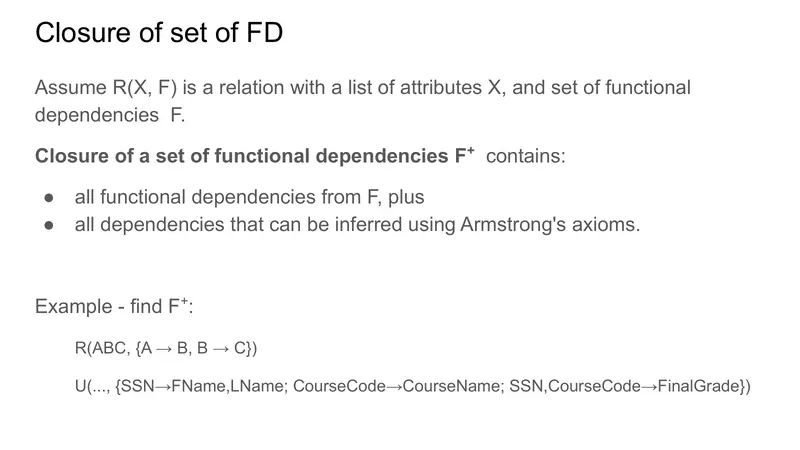 Closure of set of FD
Assume R(X, F) is a relation with a list of attributes X, and set of functional
dependencies  F.
Closure of a set of functional dependencies F⁺  contains:
● all functional dependencies from F, plus
● all dependencies that can be inferred using Armstrong's axioms.
Example - find F⁺:
R(ABC, {A → B, B → C})
U(..., {SSN→FName,LName; CourseCode→CourseName; SSN,CourseCode→FinalGrade})